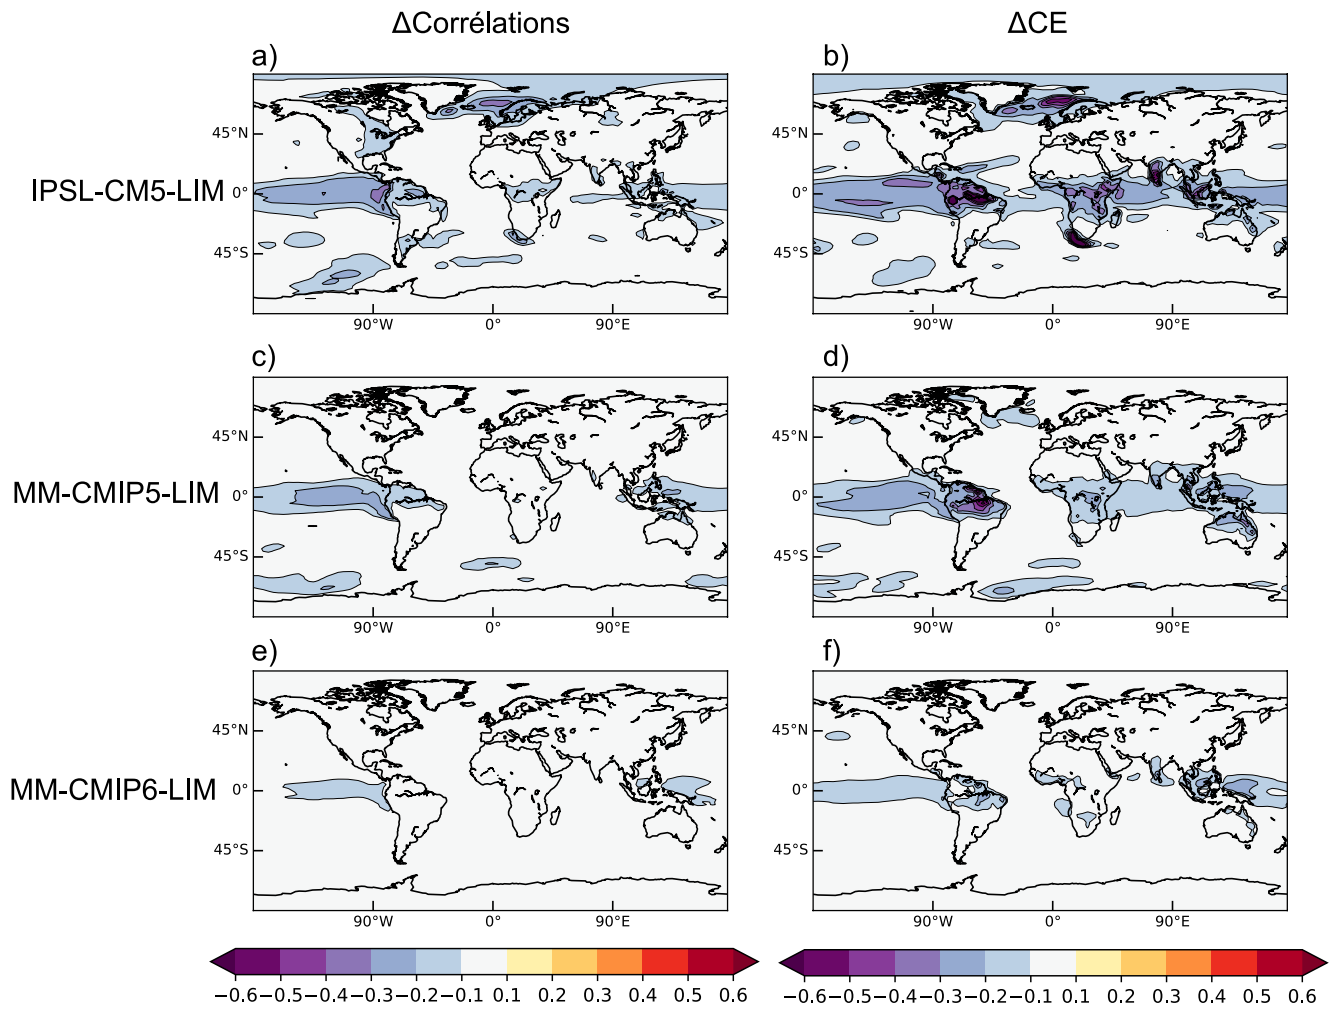 ΔCorrélations ΔCE
a) b)
IPSL-CM5-LIM
45°N 45°N
0° 0°
45°S 45°S
90°W 0° 90°E 90°W 0° 90°E
c) d)
MM-CMIP5-LIM
45°N 45°N
0° 0°
45°S 45°S
90°W 0° 90°E 90°W 0° 90°E
e) f)
MM-CMIP6-LIM
45°N 45°N
0° 0°
45°S 45°S
90°W 0° 90°E 90°W 0° 90°E
−0.6 −0.5 −0.4 −0.3 −0.2 −0.1 0.1 0.2 0.3 0.4 0.5 0.6 −0.6 −0.5 −0.4 −0.3 −0.2 −0.1 0.1 0.2 0.3 0.4 0.5 0.6